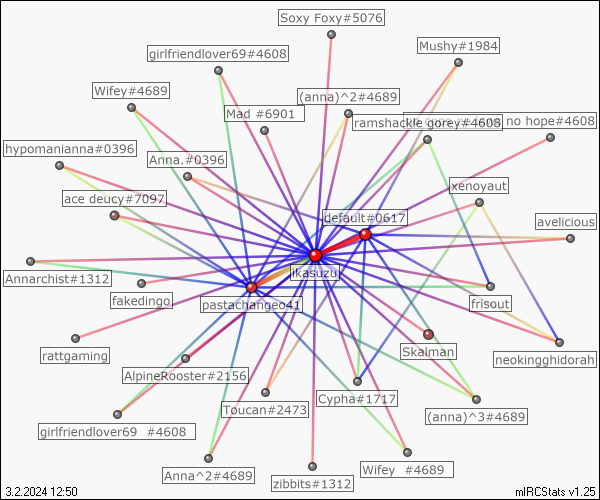 Soxy Foxy#5076
Mushy#1984
girlfriendlover69#4608
Wifey#4689
(anna)^2#4689
Mad #6901
ramshackle gorey#4608
no hope#4608
hypomanianna#0396
Anna.#0396
xenoyaut
ace deucy#7097
default#0617
avelicious
ikasuzu
Annarchist#1312
fakedingo
pastachangeo41
frisout
rattgaming
Skalman
neokingghidorah
AlpineRooster#2156
Cypha#1717
Toucan#2473
(anna)^3#4689
girlfriendlover69 #4608
Anna^2#4689
zibbits#1312
Wifey #4689
3.2.2024 12:50
mIRCStats v1.25